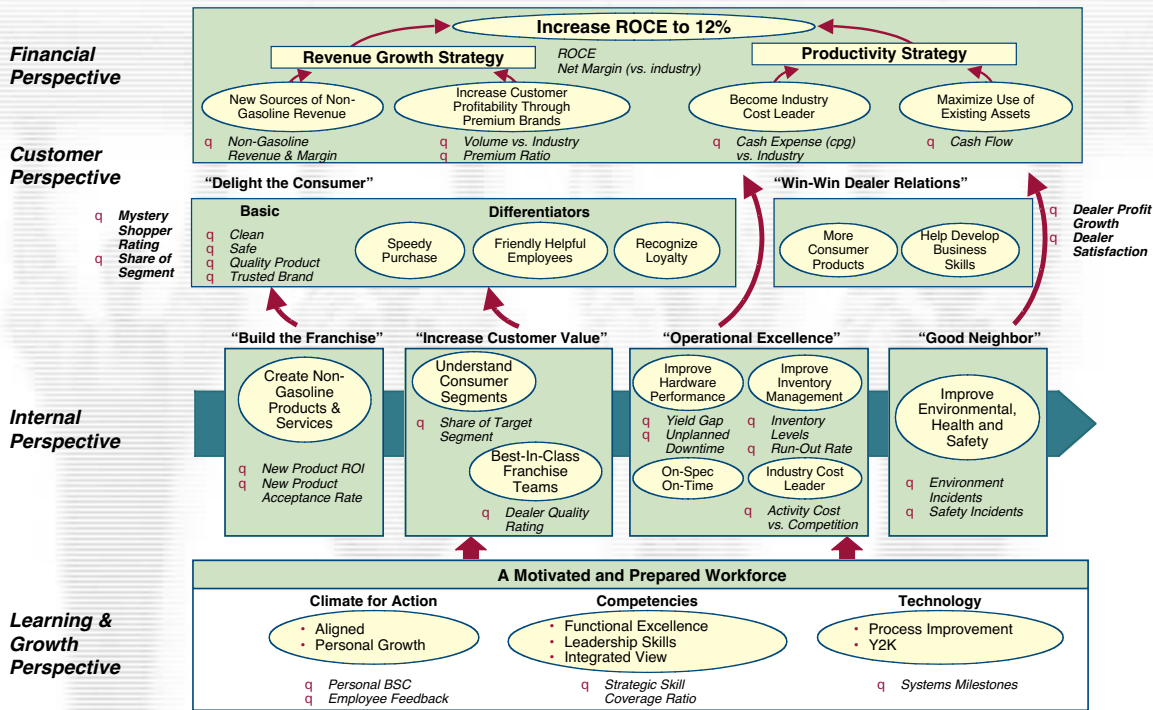 Financial
Perspective
Increase ROCE to 12%
Revenue Growth Strategy
ROCE
Net Margin (vs. industry)
Productivity Strategy
New Sources of Non-
Gasoline Revenue
Increase Customer
Profitability Through
Premium Brands
Become Industry
Cost Leader
Maximize Use of
Existing Assets
q Non-Gasoline
Revenue & Margin
q Volume vs. Industry
q Premium Ratio
q Cash Expense (cpg)
vs. Industry
q Cash Flow
Customer
Perspective
“Delight the Consumer”
“Win-Win Dealer Relations”
q Mystery
Shopper
Rating
q Share of
Segment
Basic
q Clean
q Safe
q Quality Product
q Trusted Brand
Differentiators
Speedy
Purchase
Friendly Helpful
Employees
Recognize
Loyalty
More
Consumer
Products
Help Develop
Business
Skills
q Dealer Profit
Growth
q Dealer
Satisfaction
Internal
Perspective
“Build the Franchise”
Create Non-
Gasoline
Products &
Services
q New Product ROI
q New Product
Acceptance Rate
“Increase Customer Value”
Understand
Consumer
Segments
q Share of Target
Segment
Best-In-Class
Franchise
Teams
q Dealer Quality
Rating
“Operational Excellence”
Improve
Hardware
Performance
Improve
Inventory
Management
q Yield Gap
q Unplanned
Downtime
q Inventory
Levels
q Run-Out Rate
On-Spec
On-Time
Industry Cost
Leader
q Activity Cost
vs. Competition
“Good Neighbor”
Improve
Environmental,
Health and
Safety
q Environment
Incidents
q Safety Incidents
Learning &
Growth
Perspective
A Motivated and Prepared Workforce
Climate for Action
• Aligned
• Personal Growth
q Personal BSC
q Employee Feedback
Competencies
• Functional Excellence
• Leadership Skills
• Integrated View
q Strategic Skill
Coverage Ratio
Technology
• Process Improvement
• Y2K
q Systems Milestones